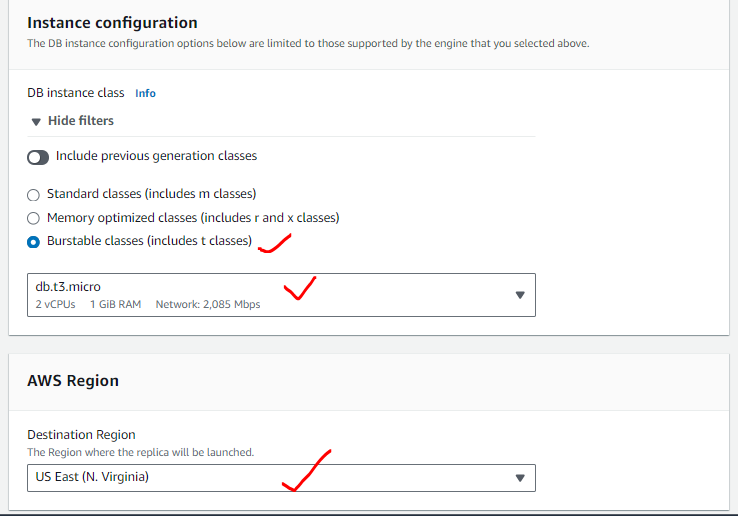 Instance configuration
The DB instance configuration options below are limited to those supported by the engine that you selected above.
DB instance class Info
Hide filters
Include previous generation classes
Standard classes (includes m classes)
Memory optimized classes (includes r and x classes)
Burstable classes (includes t classes)
db.t3.micro
2 vCPUs 1 GiB RAM Network: 2,085 Mbps
AWS Region
Destination Region
The Region where the replica will be launched.
US East (N. Virginia)